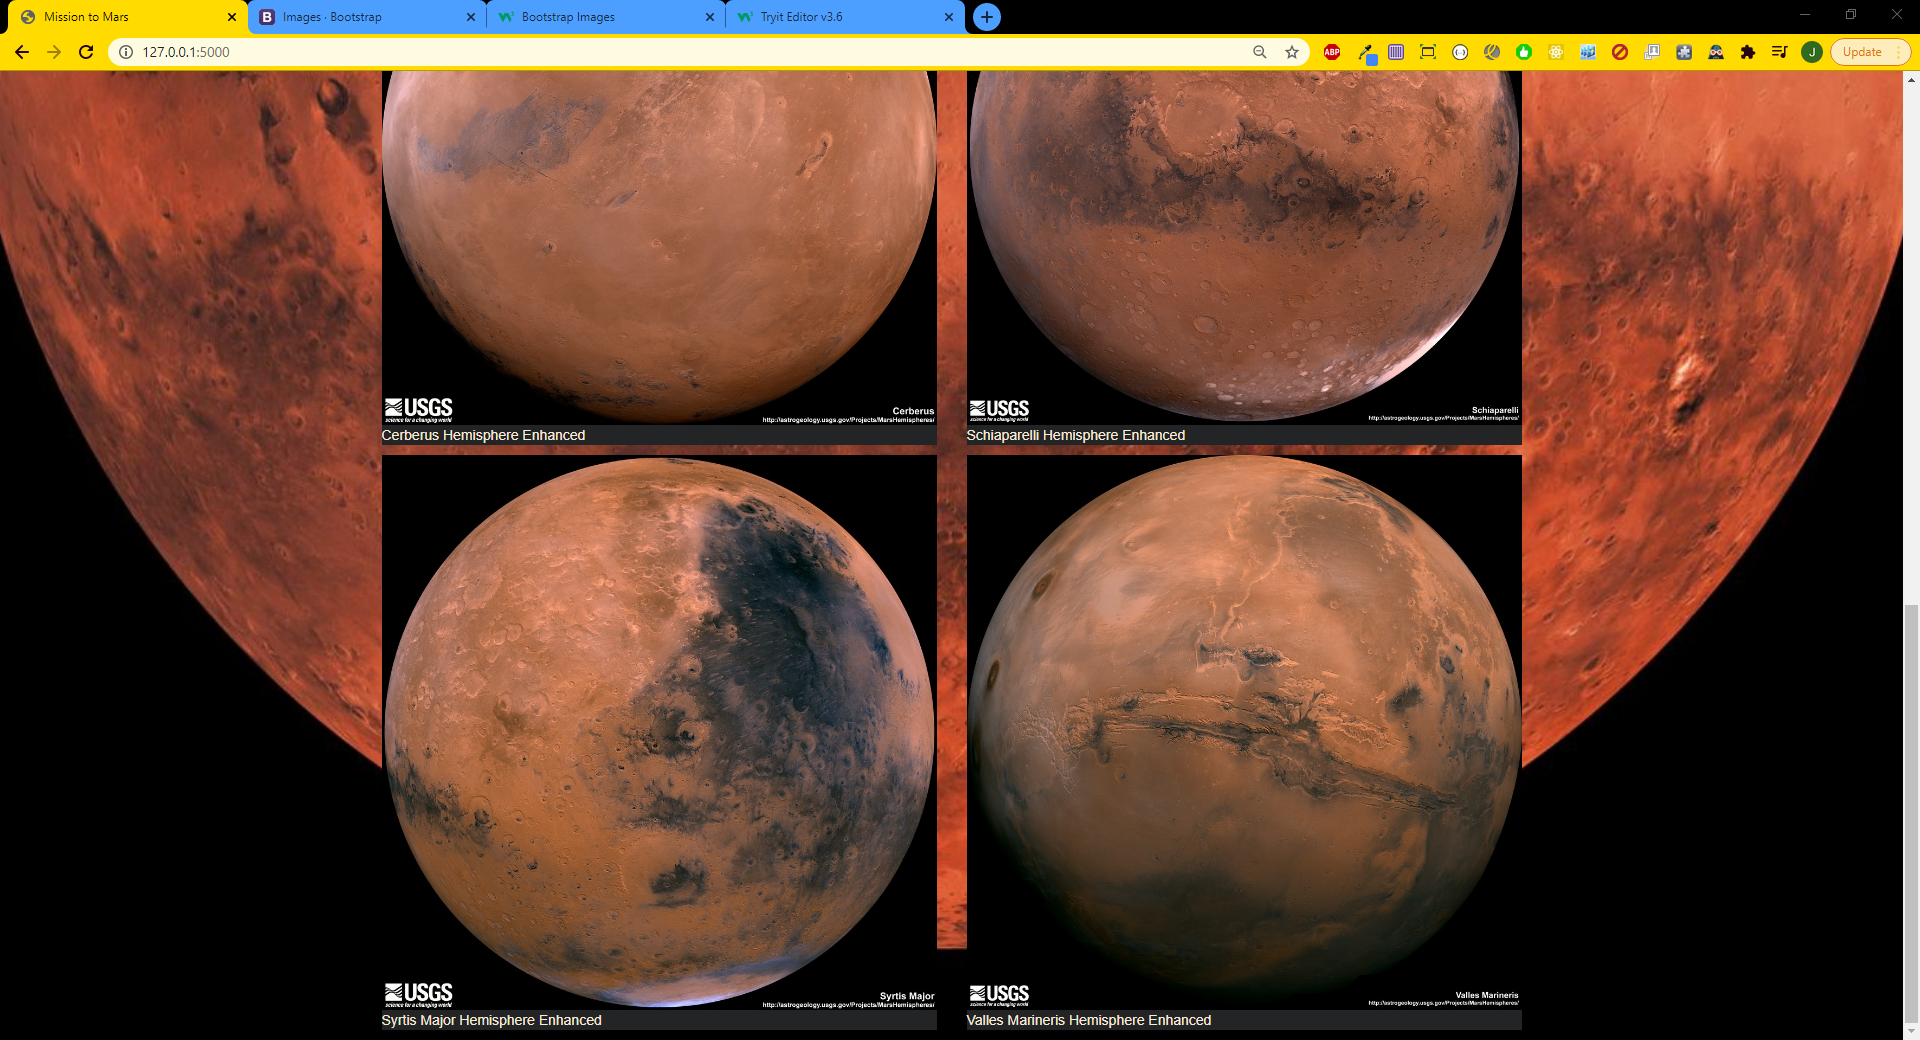 Mission to Mars
Images · Bootstrap
Bootstrap Images
Tryit Editor v3.6
127.0.0.1:5000
ABP
J
Update
USGS
science for a changing world
Cerberus
http://astrogeology.usgs.gov/Projects/MarsHemispheres/
Cerberus Hemisphere Enhanced
USGS
science for a changing world
Schiaparelli
http://astrogeology.usgs.gov/Projects/MarsHemispheres/
Schiaparelli Hemisphere Enhanced
USGS
science for a changing world
Syrtis Major
http://astrogeology.usgs.gov/Projects/MarsHemispheres/
Syrtis Major Hemisphere Enhanced
USGS
science for a changing world
Valles Marineris
http://astrogeology.usgs.gov/Projects/MarsHemispheres/
Valles Marineris Hemisphere Enhanced